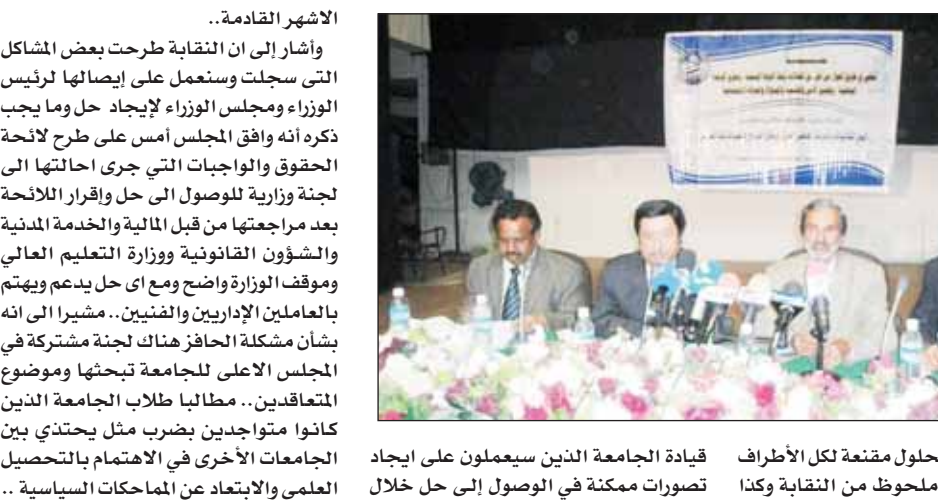 حلول مقنعة لكل الأطراف
ملحوظ من النقابة وكذا
قيادة الجامعة الذين سيعملون على ايجاد
تصورات ممكنة في الوصول إلى حل خلال
الاشهر القادمة..
وأشار إلى ان النقابة طرحت بعض المشاكل
التى سجلت وسنعمل على إيصالها لرئيس
الوزراء ومجلس الوزراء لإيجاد حل وما يجب
ذكره أنه وافق المجلس أمس على طرح لائحة
الحقوق والواجبات التي جرى احالتها الى
لجنة وزارية للوصول الى حل وإقرار اللائحة
بعد مراجعتها من قبل المالية والخدمة المدنية
والشؤون القانونية ووزارة التعليم العالي
وموقف الوزارة واضح ومع اى حل يدعم ويهتم
بالعاملين الإداريين والفنيين.. مشيرا الى انه
بشأن مشكلة الحافز هناك لجنة مشتركة في
المجلس الاعلى للجامعة تبحثها وموضوع
المتعاقدين.. مطالبا طلاب الجامعة الذين
كانوا متواجدين بضرب مثل يحتذي بين
الجامعات الأخرى في الاهتمام بالتحصيل
العلمي والابتعاد عن المماحكات السياسية ..